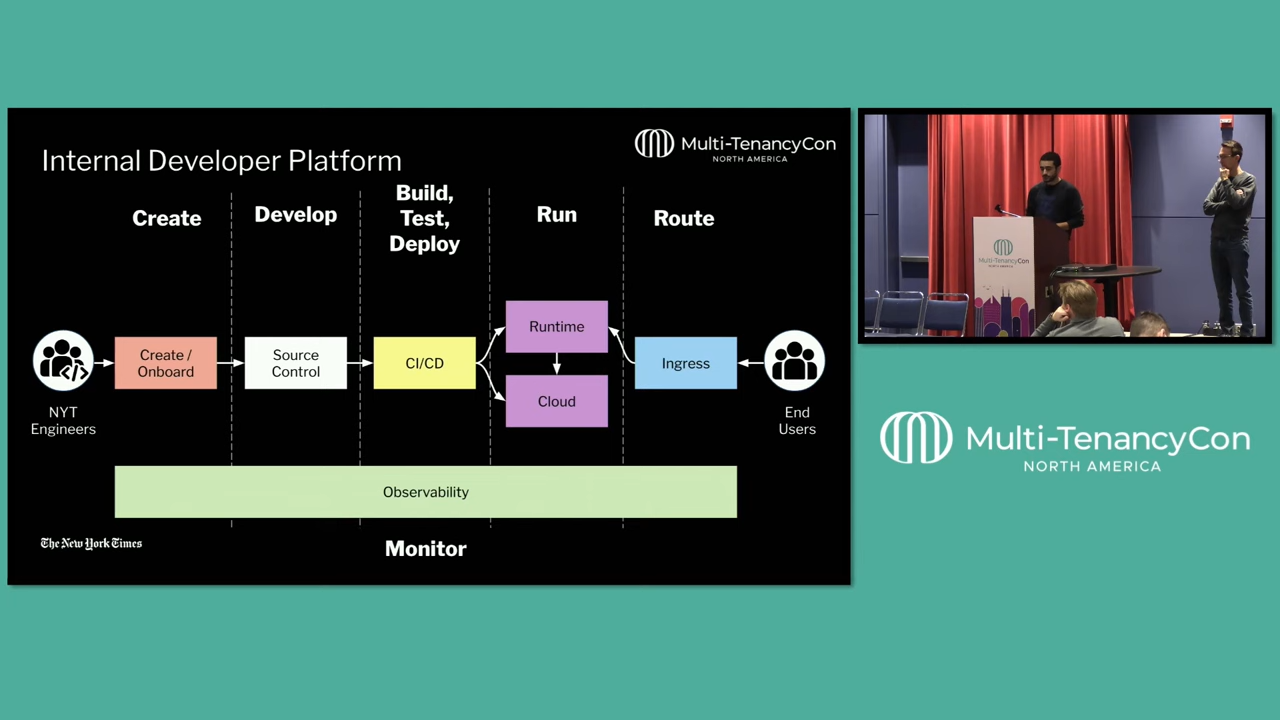 Internal Developer Platform
Multi-TenancyCon
NORTH AMERICA
Create
Develop
Build,
Test,
Deploy
Run
Route
NYT
Engineers
Create /
Onboard
Source
Control
CI/CD
Runtime
Cloud
Ingress
End
Users
Observability
Monitor
The New York Times
Multi-TenancyCon
NORTH AMERICA
Multi-TenancyCon
NORTH AMERICA